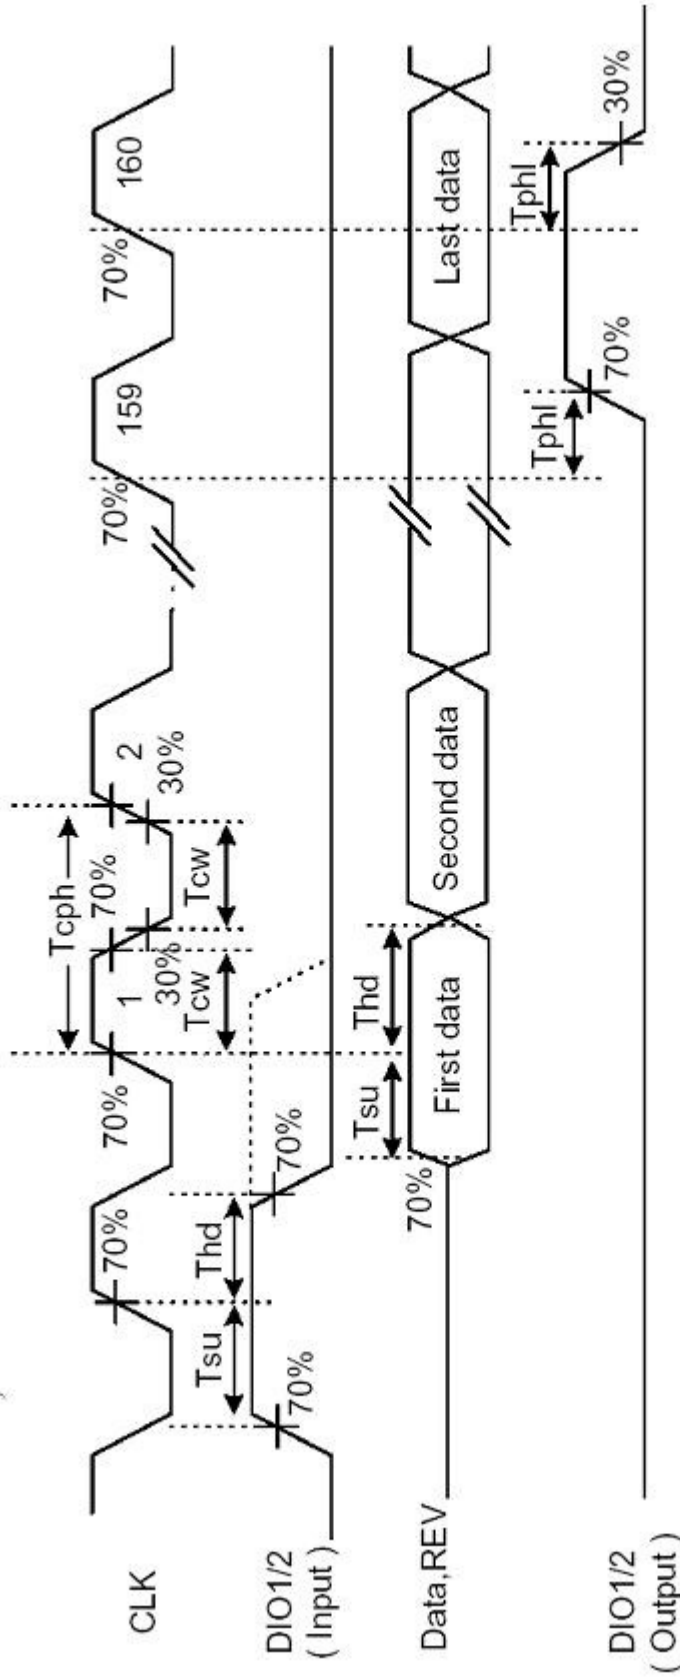 CLK
70%
70%
1
30%
Tcph
70%
2
30%
70%
159
70%
160
Tcw
Tcw
DIO1/2
( Input )
70%
Tsu
Thd
70%
Data,REV
70%
Tsu
Thd
First data
Second data
Last data
DIO1/2
( Output )
Tphl
70%
Tphl
30%